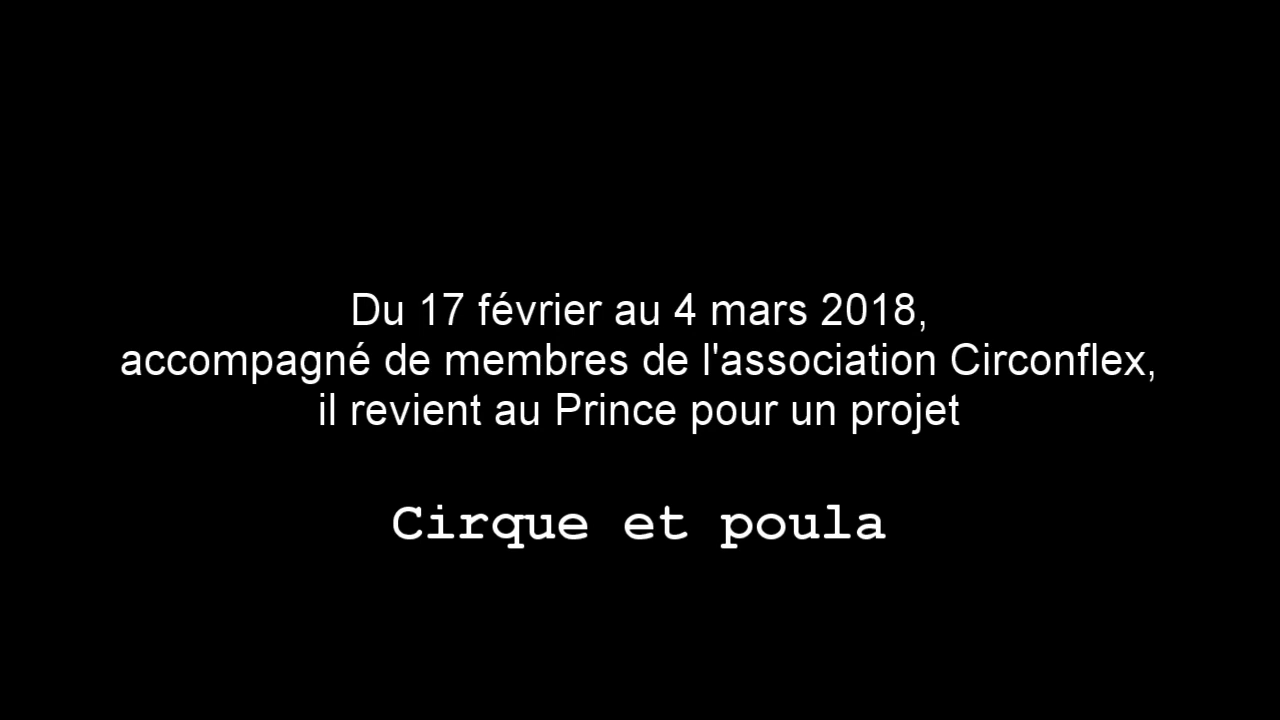 Du 17 février au 4 mars 2018,
accompagné de membres de l'association Circonflex,
il revient au Prince pour un projet
Cirque et poula